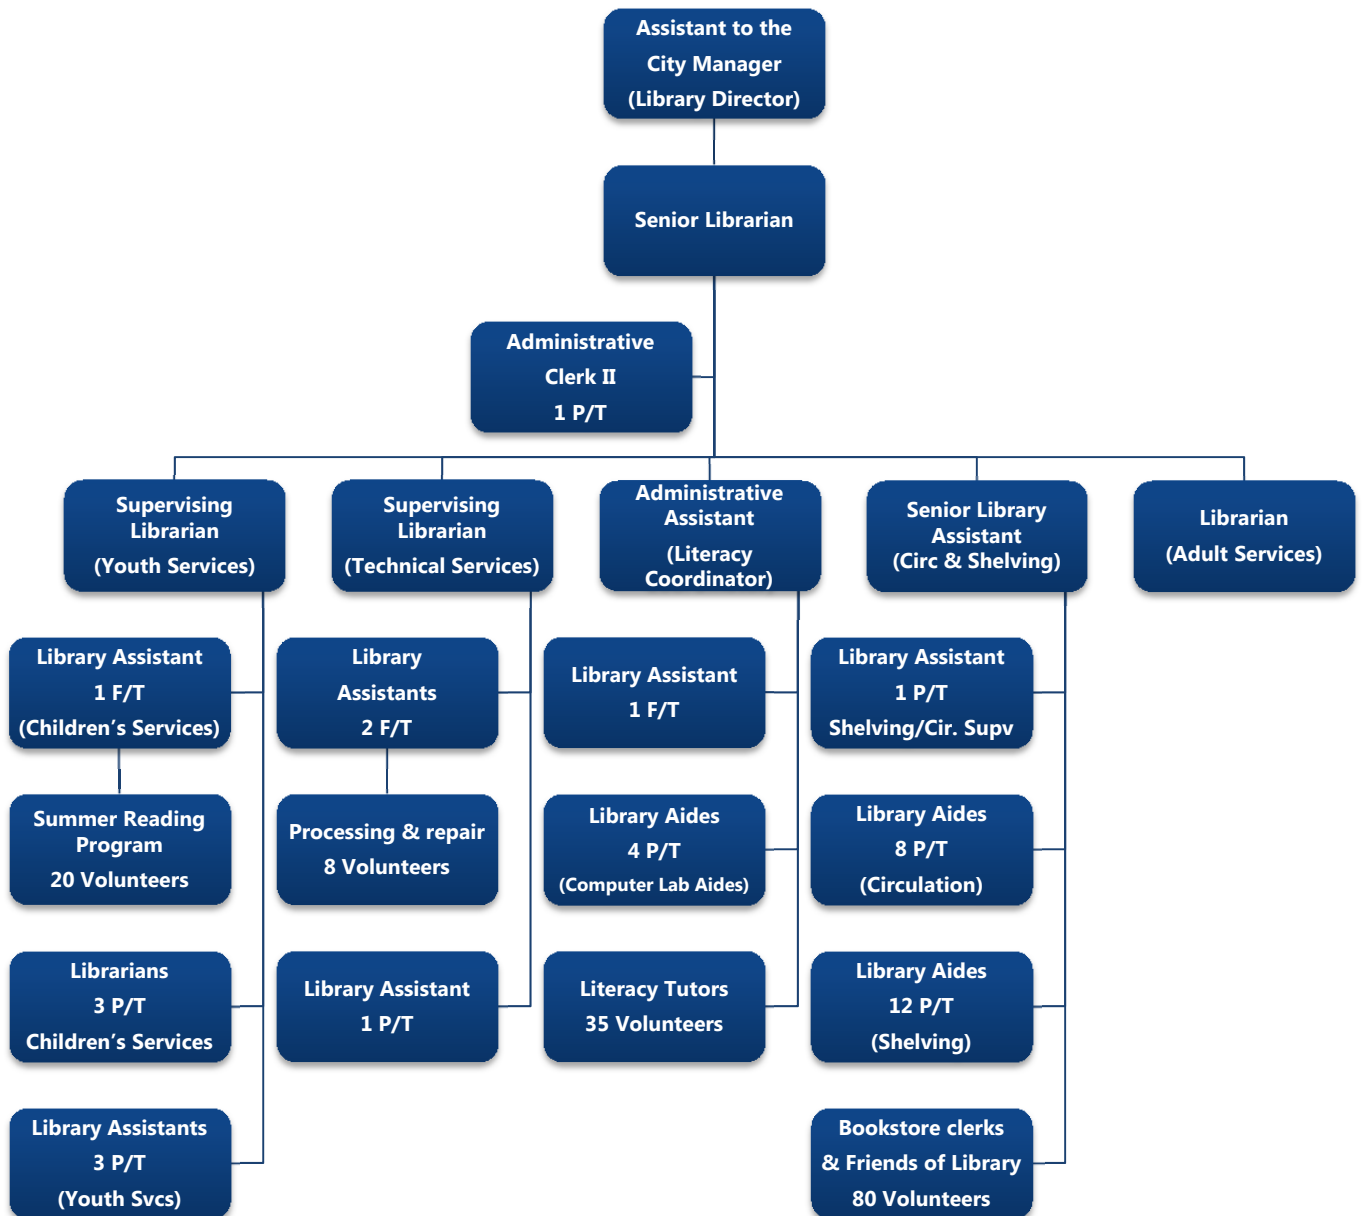 Assistant to the
City Manager
(Library Director)
Senior Librarian
Administrative
Clerk II
1 P/T
Supervising
Librarian
(Youth Services)
Supervising
Librarian
(Technical Services)
Administrative
Assistant
(Literacy
Coordinator)
Senior Library
Assistant
(Circ & Shelving)
Librarian
(Adult Services)
Library Assistant
1 F/T
(Children’s Services)
Library
Assistants
2 F/T
Library Assistant
1 F/T
Library Assistant
1 P/T
Shelving/Cir. Supv
Summer Reading
Program
20 Volunteers
Processing & repair
8 Volunteers
Library Aides
4 P/T
(Computer Lab Aides)
Library Aides
8 P/T
(Circulation)
Librarians
3 P/T
Children’s Services
Library Assistant
1 P/T
Literacy Tutors
35 Volunteers
Library Aides
12 P/T
(Shelving)
Library Assistants
3 P/T
(Youth Svcs)
Bookstore clerks
& Friends of Library
80 Volunteers